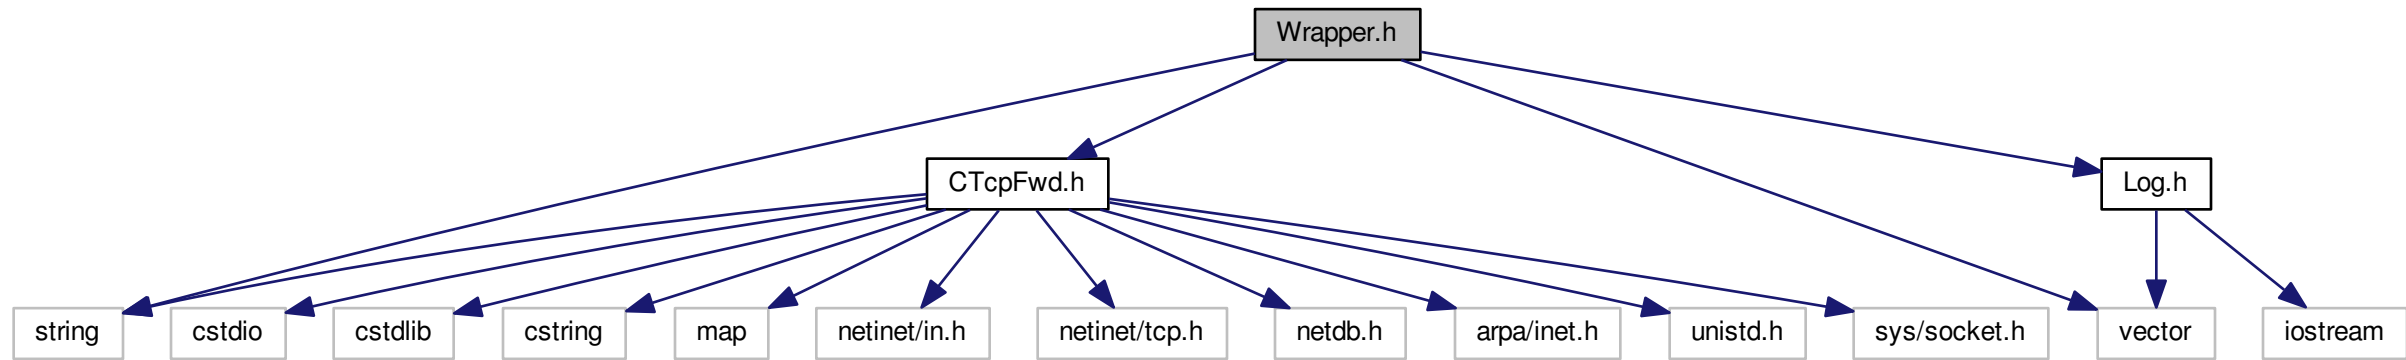 Wrapper.h
CTcpFwd.h
Log.h
string
cstdio
cstdlib
cstring
map
netinet/in.h
netinet/tcp.h
netdb.h
arpa/inet.h
unistd.h
sys/socket.h
vector
iostream